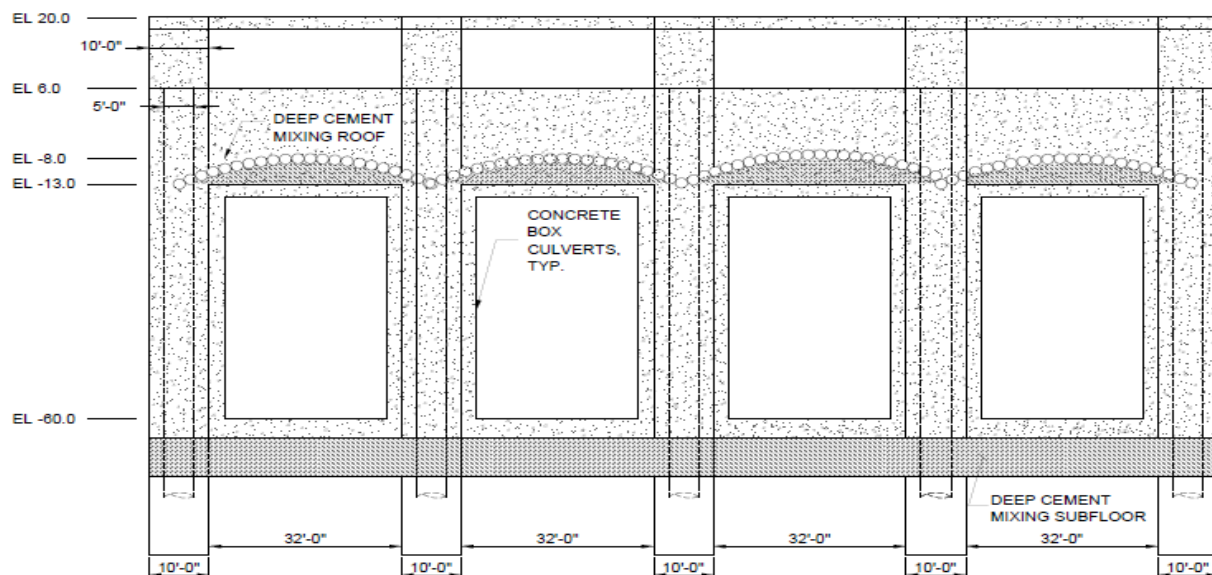 EL 20.0
10'-0"
EL 6.0
5'-0"
DEEP CEMENT
MIXING ROOF
EL -8.0
EL -13.0
CONCRETE
BOX
CULVERTS,
TYP.
EL -60.0
DEEP CEMENT
MIXING SUBFLOOR
32'-0"
32'-0"
32'-0"
32'-0"
10'-0"
10'-0"
10'-0"
10'-0"
10'-0"